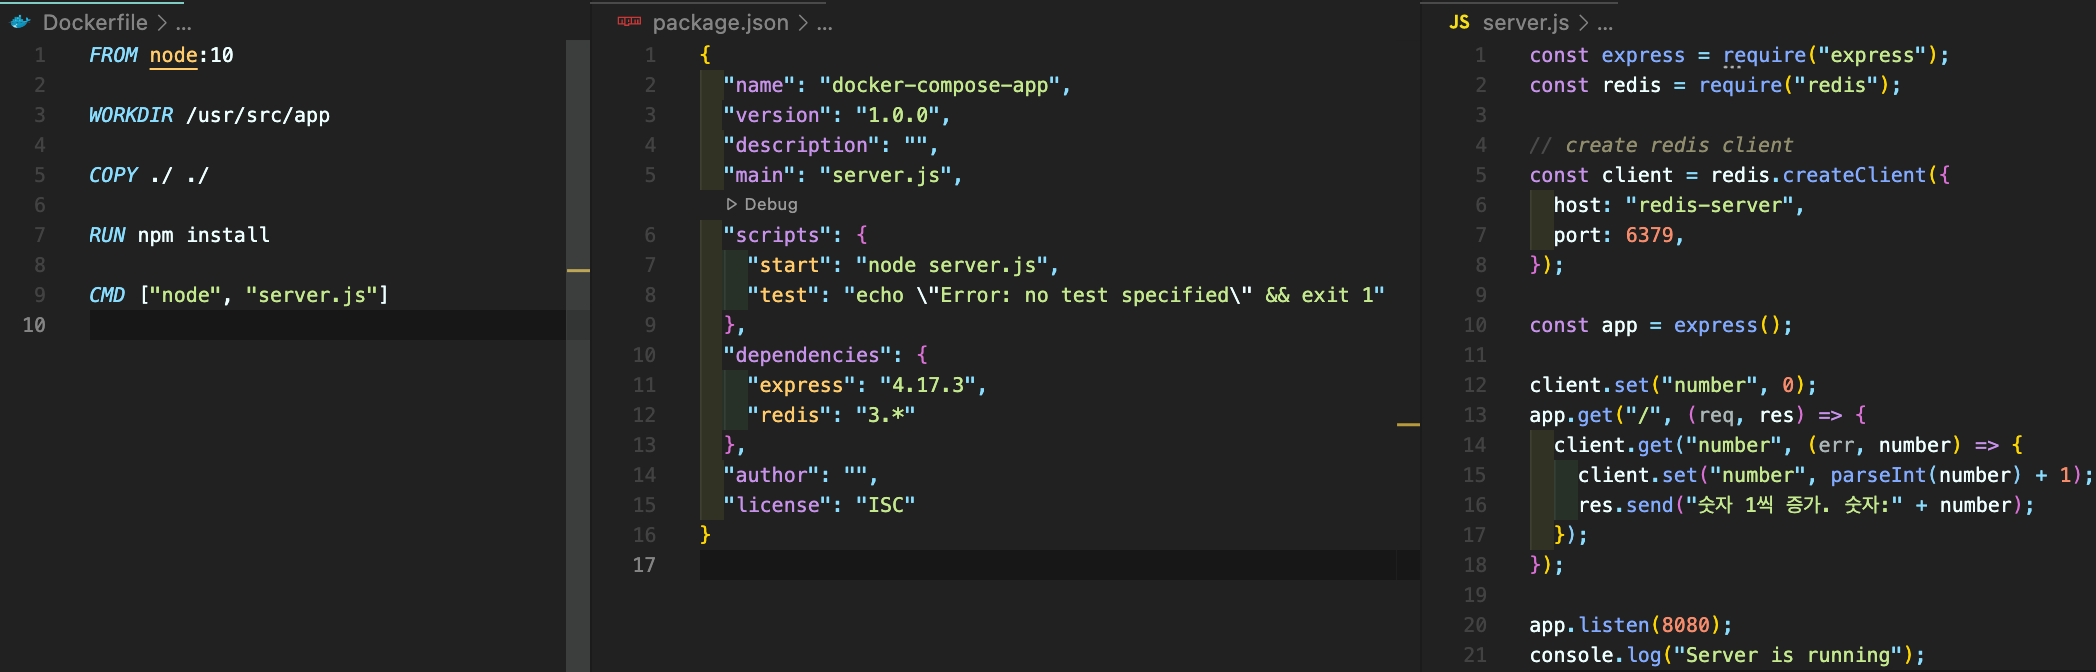 Dockerfile > ...
1 FROM node:10
2
3 WORKDIR /usr/src/app
4
5 COPY ./ ./
6
7 RUN npm install
8
9 CMD ["node", "server.js"]
10
package.json > ...
1 {
2 "name": "docker-compose-app",
3 "version": "1.0.0",
4 "description": "",
5 "main": "server.js",
Debug
6 "scripts": {
7 "start": "node server.js",
8 "test": "echo \"Error: no test specified\" && exit 1"
9 },
10 "dependencies": {
11 "express": "4.17.3",
12 "redis": "3.*"
13 },
14 "author": "",
15 "license": "ISC"
16 }
17
JS server.js > ...
1 const express = require("express");
2 const redis = require("redis");
3
4 // create redis client
5 const client = redis.createClient({
6 host: "redis-server",
7 port: 6379,
8 });
9
10 const app = express();
11
12 client.set("number", 0);
13 app.get("/", (req, res) => {
14 client.get("number", (err, number) => {
15 client.set("number", parseInt(number) + 1);
16 res.send("숫자 1씩 증가. 숫자:" + number);
17 });
18 });
19
20 app.listen(8080);
21 console.log("Server is running");